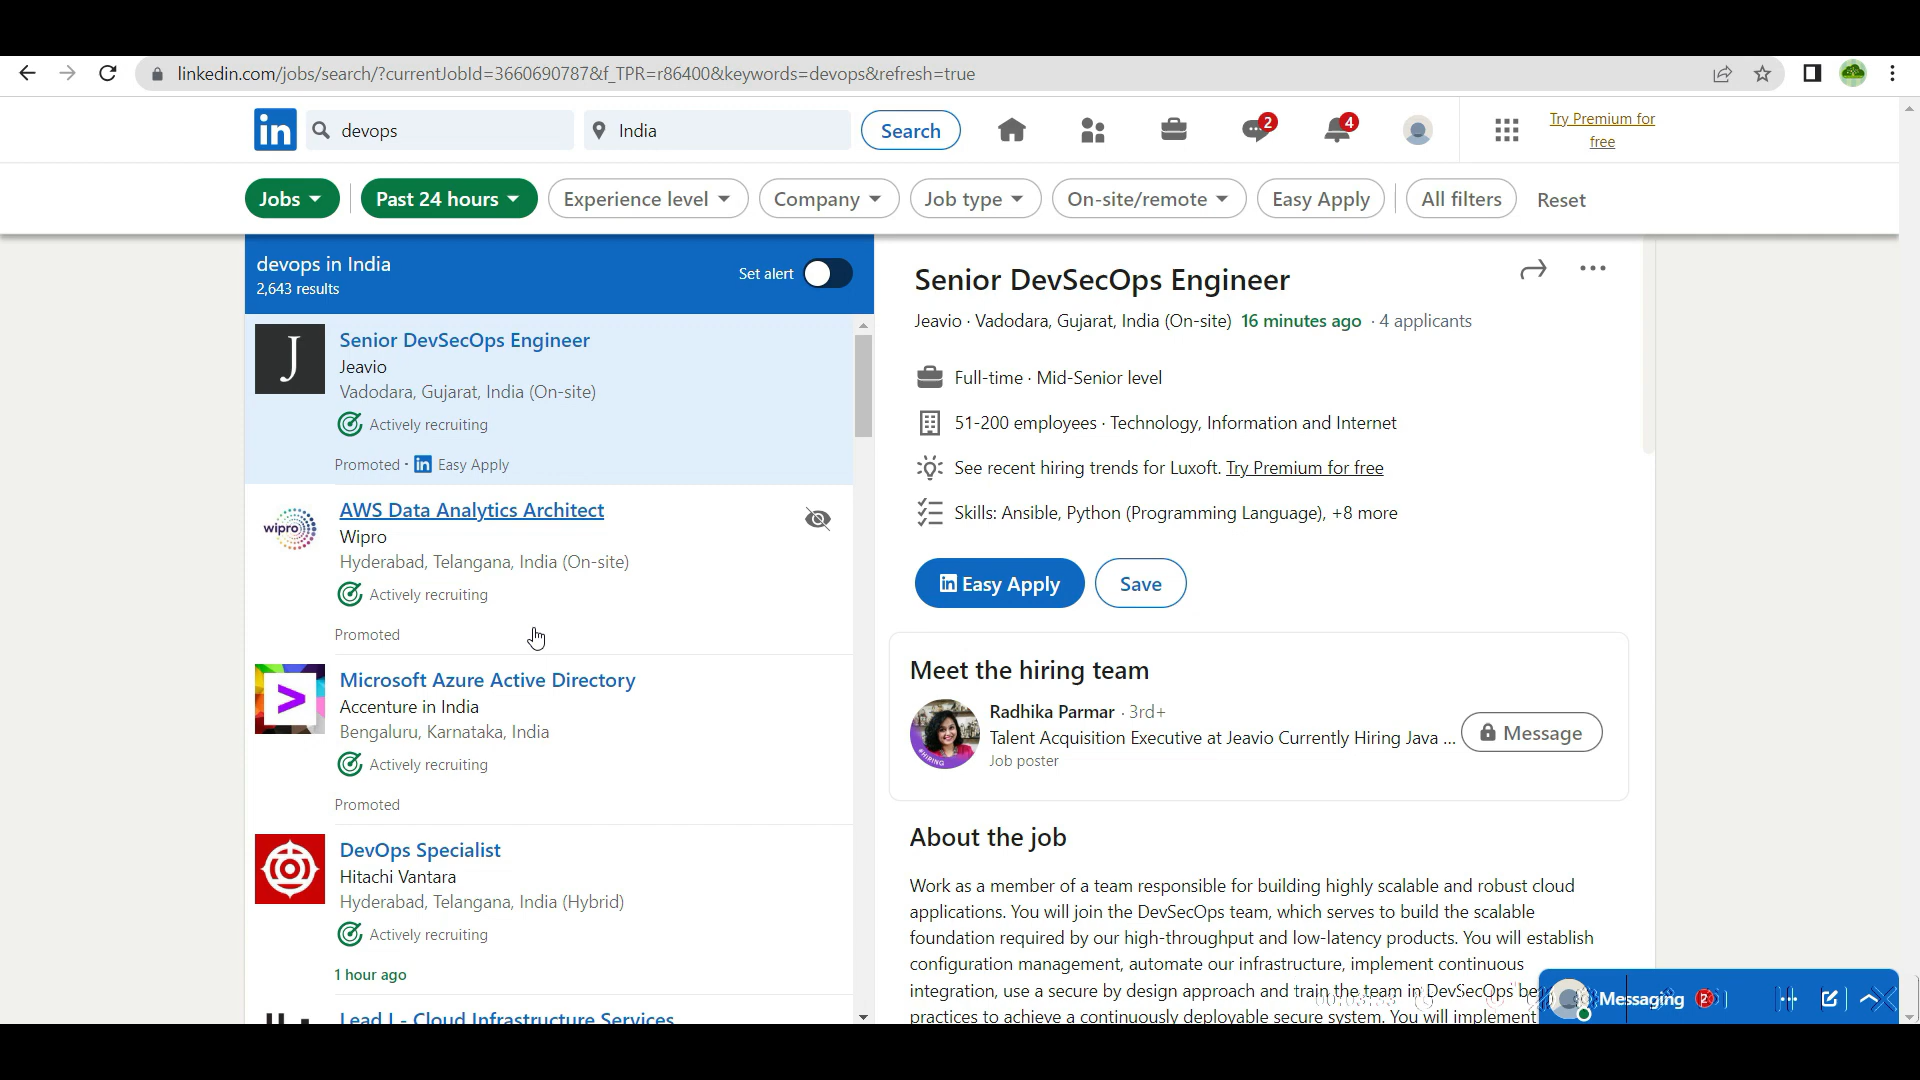 linkedin.com/jobs/search/?currentJobId=3660690787&f_TPR=r86400&keywords=devops&refresh=true
in devops India Search 2 4 Try Premium for
free
Jobs Past 24 hours Experience level Company Job type On-site/remote Easy Apply All filters Reset
devops in India
2,643 results
Set alert
J
Senior DevSecOps Engineer
Jeavio
Vadodara, Gujarat, India (On-site)
Actively recruiting
Promoted · in Easy Apply
wipro
AWS Data Analytics Architect
Wipro
Hyderabad, Telangana, India (On-site)
Actively recruiting
Promoted
Microsoft Azure Active Directory
Accenture in India
Bengaluru, Karnataka, India
Actively recruiting
Promoted
DevOps Specialist
Hitachi Vantara
Hyderabad, Telangana, India (Hybrid)
Actively recruiting
1 hour ago
Lead I - Cloud Infrastructure Services
Senior DevSecOps Engineer
Jeavio · Vadodara, Gujarat, India (On-site) 16 minutes ago · 4 applicants
Full-time · Mid-Senior level
51-200 employees · Technology, Information and Internet
See recent hiring trends for Luxoft. Try Premium for free
Skills: Ansible, Python (Programming Language), +8 more
in Easy Apply Save
Meet the hiring team
#HIRING
Radhika Parmar · 3rd+
Talent Acquisition Executive at Jeavio Currently Hiring Java ...
Job poster
Message
About the job
Work as a member of a team responsible for building highly scalable and robust cloud
applications. You will join the DevSecOps team, which serves to build the scalable
foundation required by our high-throughput and low-latency products. You will establish
configuration management, automate our infrastructure, implement continuous
integration, use a secure by design approach and train the team in DevSecOps be
practices to achieve a continuously deployable secure system. You will implement
Messaging 2